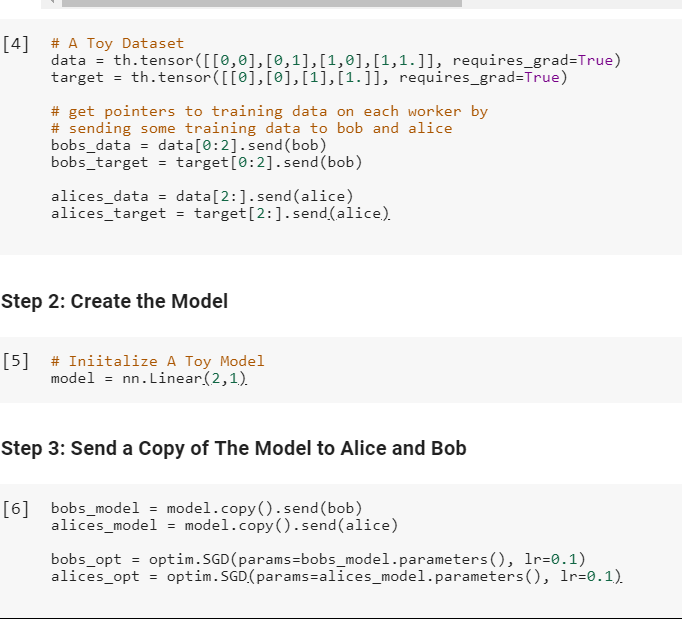 [4] # A Toy Dataset
data = th.tensor([[0,0],[0,1],[1,0],[1,1.]], requires_grad=True)
target = th.tensor([[0],[0],[1],[1.]], requires_grad=True)
# get pointers to training data on each worker by
# sending some training data to bob and alice
bobs_data = data[0:2].send(bob)
bobs_target = target[0:2].send(bob)
alices_data = data[2:].send(alice)
alices_target = target[2:].send(alice)
Step 2: Create the Model
[5] # Iniitalize A Toy Model
model = nn.Linear(2,1)
Step 3: Send a Copy of The Model to Alice and Bob
[6] bobs_model = model.copy().send(bob)
alices_model = model.copy().send(alice)
bobs_opt = optim.SGD(params=bobs_model.parameters(), lr=0.1)
alices_opt = optim.SGD(params=alices_model.parameters(), lr=0.1)